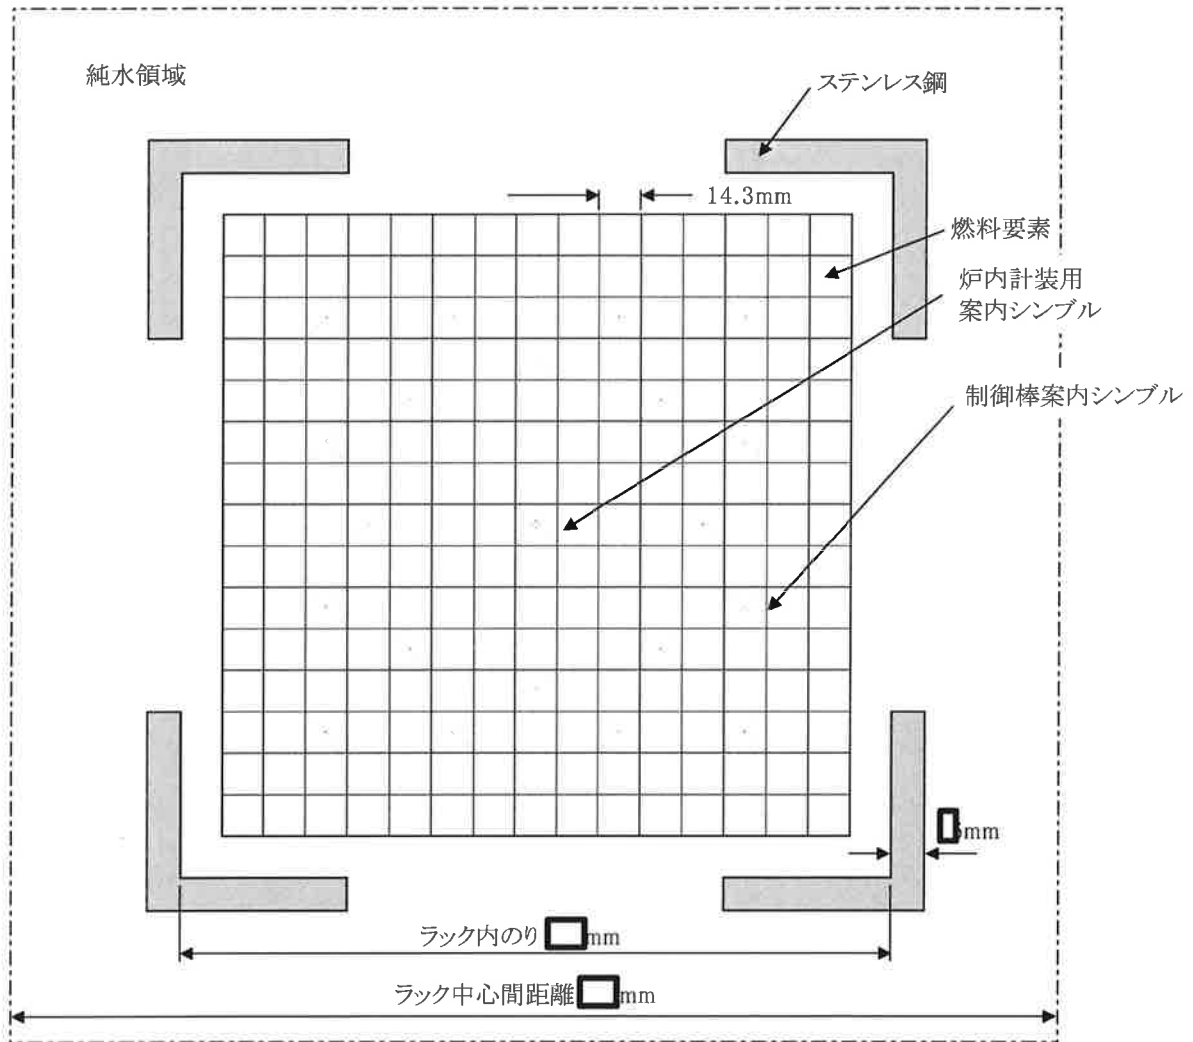 純水領域
ステンレス鋼
14.3mm
燃料要素
炉内計装用
案内シンブル
制御棒案内シンブル
mm
ラック内のり mm
ラック中心間距離 mm